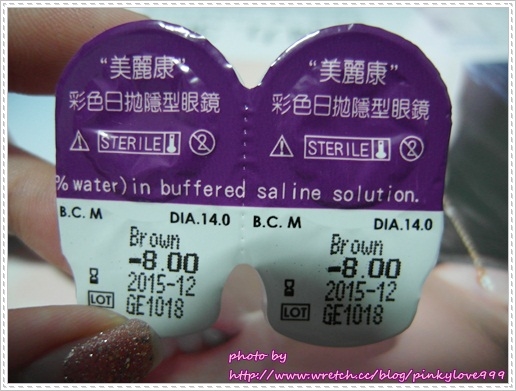 “美麗康”
彩色日拋隱型眼鏡
STERILE
“美麗康”
彩色日拋隱型眼鏡
STERILE
% water)in buffered saline solution.
B.C. M DIA.14.0
Brown
-8.00
2015-12
LOT GE1018
B.C. M DIA.14.0
Brown
-8.00
2015-12
LOT GE1018
photo by
http://www.wretch.cc/blog/pinkylove999